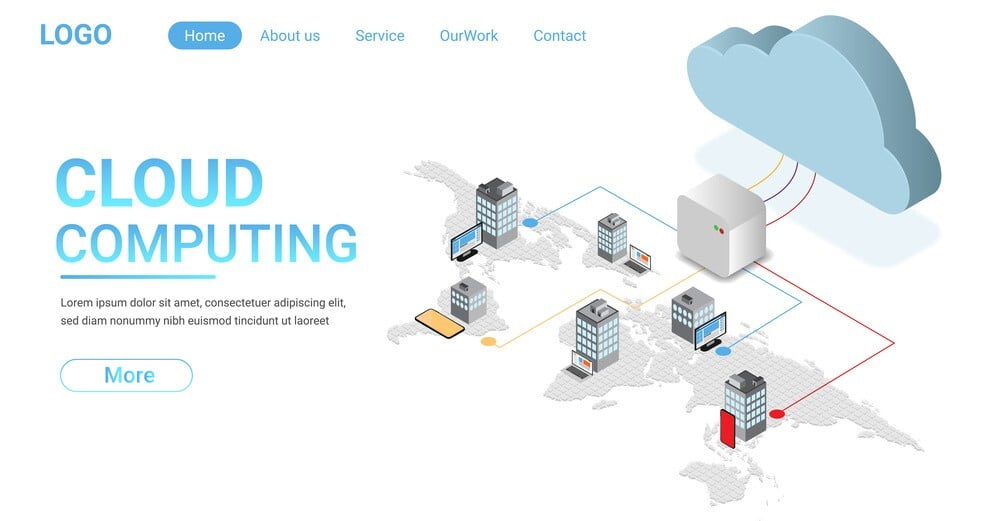 LOGO
Home
About us
Service
OurWork
Contact
CLOUD
COMPUTING
Lorem ipsum dolor sit amet, consectetuer adipiscing elit,
sed diam nonummy nibh euismod tincidunt ut laoreet
More